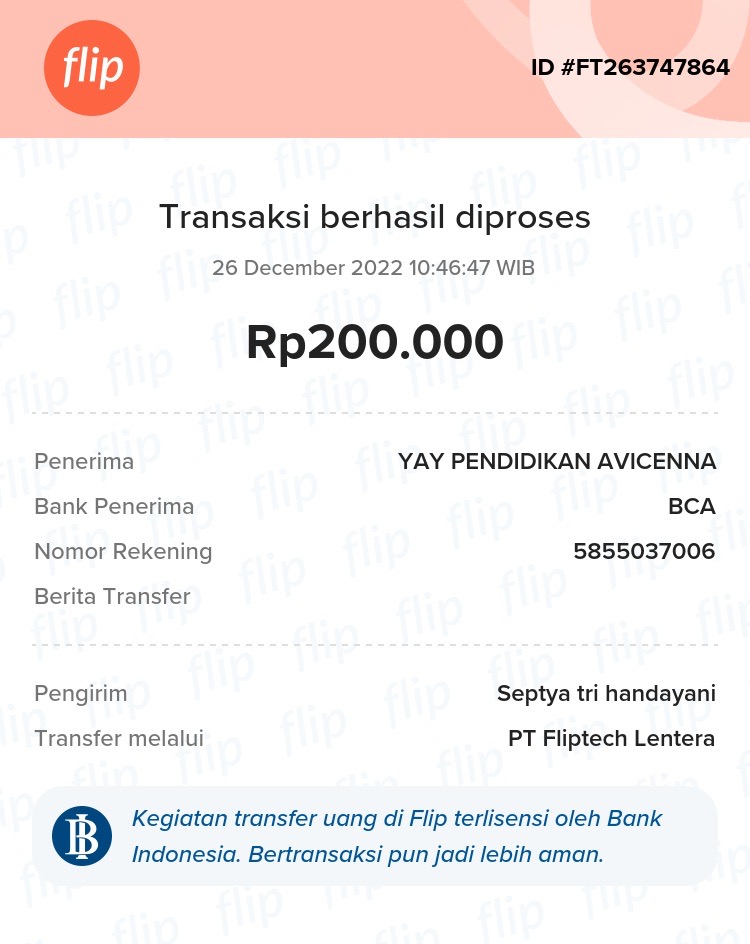 flip
ID #FT263747864
Transaksi berhasil diproses
26 December 2022 10:46:47 WIB
Rp200.000
Penerima YAY PENDIDIKAN AVICENNA
Bank Penerima BCA
Nomor Rekening 5855037006
Berita Transfer
Pengirim Septya tri handayani
Transfer melalui PT Fliptech Lentera
Kegiatan transfer uang di Flip terlisensi oleh Bank
Indonesia. Bertransaksi pun jadi lebih aman.